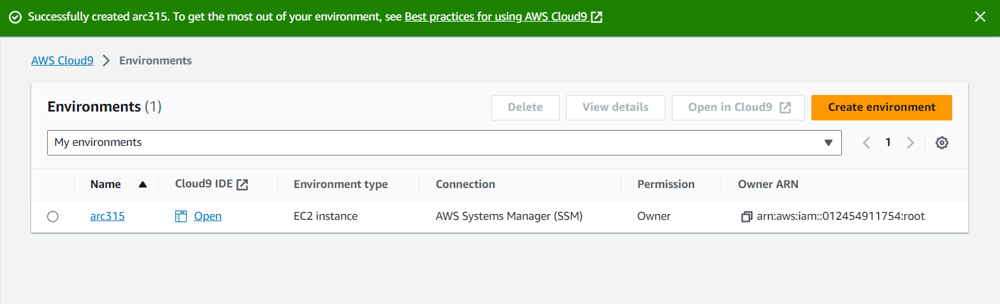 Successfully created arc315. To get the most out of your environment, see Best practices for using AWS Cloud9
AWS Cloud9 Environments
Environments (1) Delete View details Open in Cloud9 Create environment
My environments 1
Name Cloud9 IDE Environment type Connection Permission Owner ARN
arc315 Open EC2 instance AWS Systems Manager (SSM) Owner arn:aws:iam::012454911754:root